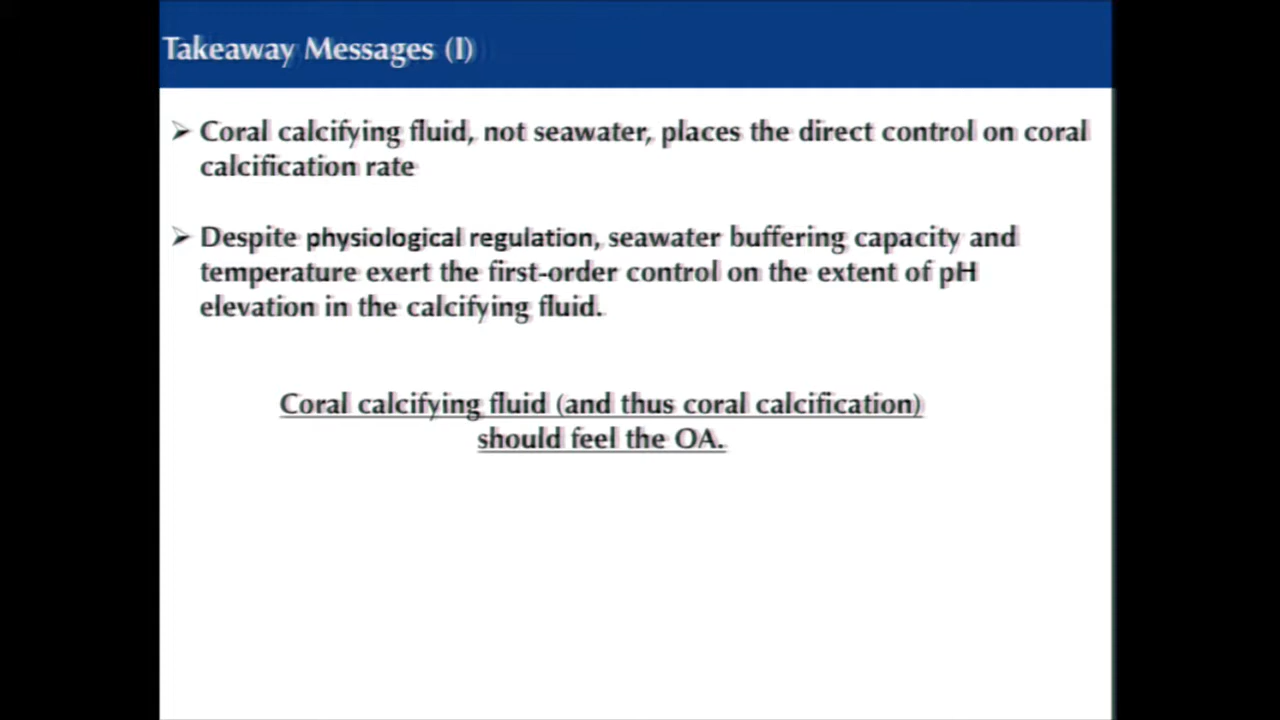 Takeaway Messages (I)
➢ Coral calcifying fluid, not seawater, places the direct control on coral
calcification rate
➢ Despite physiological regulation, seawater buffering capacity and
temperature exert the first-order control on the extent of pH
elevation in the calcifying fluid.
Coral calcifying fluid (and thus coral calcification)
should feel the OA.